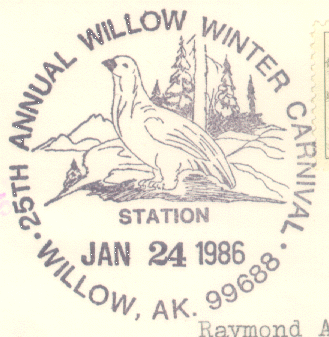 25TH ANNUAL WILLOW WINTER CARNIVAL
STATION
JAN 24 1986
WILLOW, AK. 99688
Raymond A